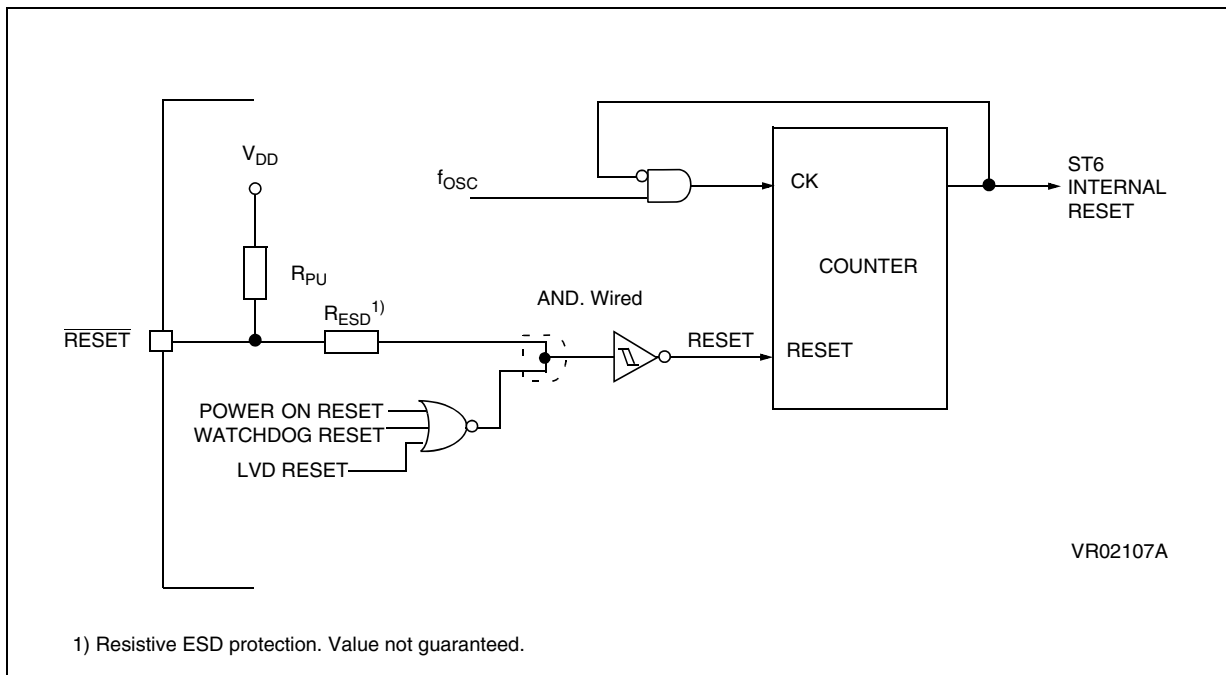 V_DD
f_OSC
CK
ST6
INTERNAL
RESET
COUNTER
R_PU
AND. Wired
R_ESD 1)
RESET
RESET
RESET
POWER ON RESET
WATCHDOG RESET
LVD RESET
VR02107A
1) Resistive ESD protection. Value not guaranteed.